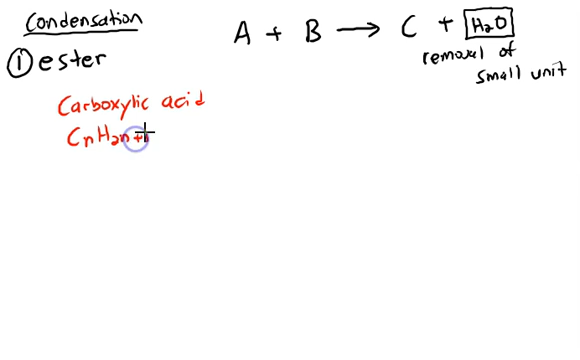 Condensation
A + B → C + H₂O
removal of
small unit
① ester
Carboxylic acid
CnH2n+